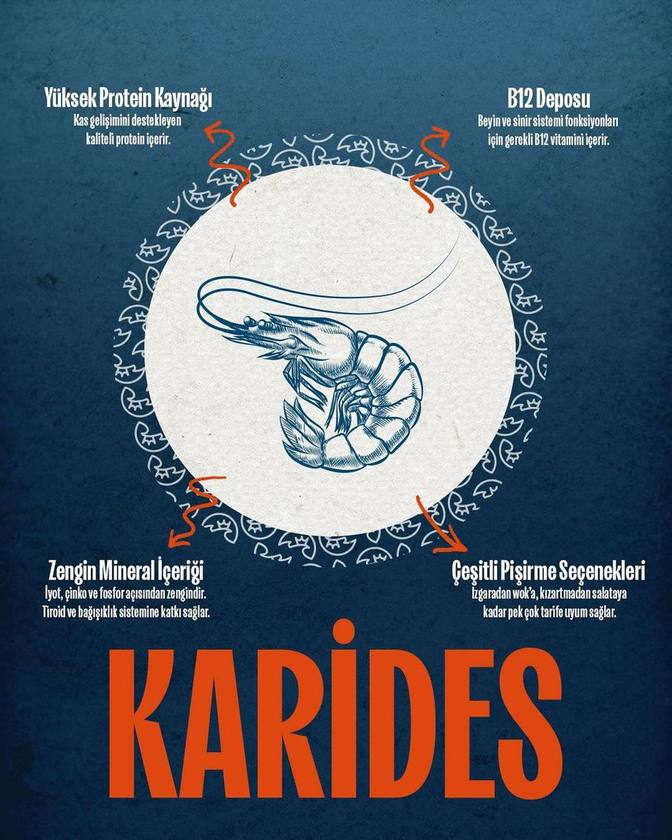 Yüksek Protein Kaynağı
Kas gelişimini destekleyen
kaliteli protein içerir.
B12 Deposu
Beyin ve sinir sistemi fonksiyonları
için gerekli B12 vitamini içerir.
Zengin Mineral İçeriği
İyot, çinko ve fosfor açısından zengindir.
Tiroid ve bağışıklık sistemine katkı sağlar.
Çeşitli Pişirme Seçenekleri
Izgaradan wok'a, kızartmadan salataya
kadar pek çok tarife uyum sağlar.
KARİDES